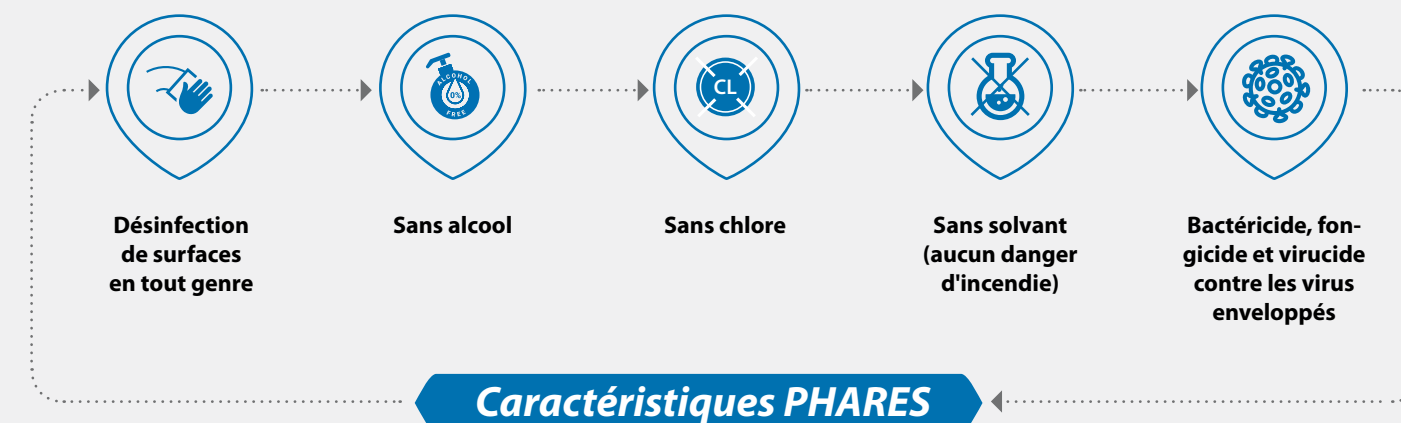 ALCOHOL
0%
FREE
CL
Désinfection
de surfaces
en tout genre
Sans alcool
Sans chlore
Sans solvant
(aucun danger
d'incendie)
Bactéricide, fon-
gicide et virucide
contre les virus
enveloppés
Caractéristiques PHARES